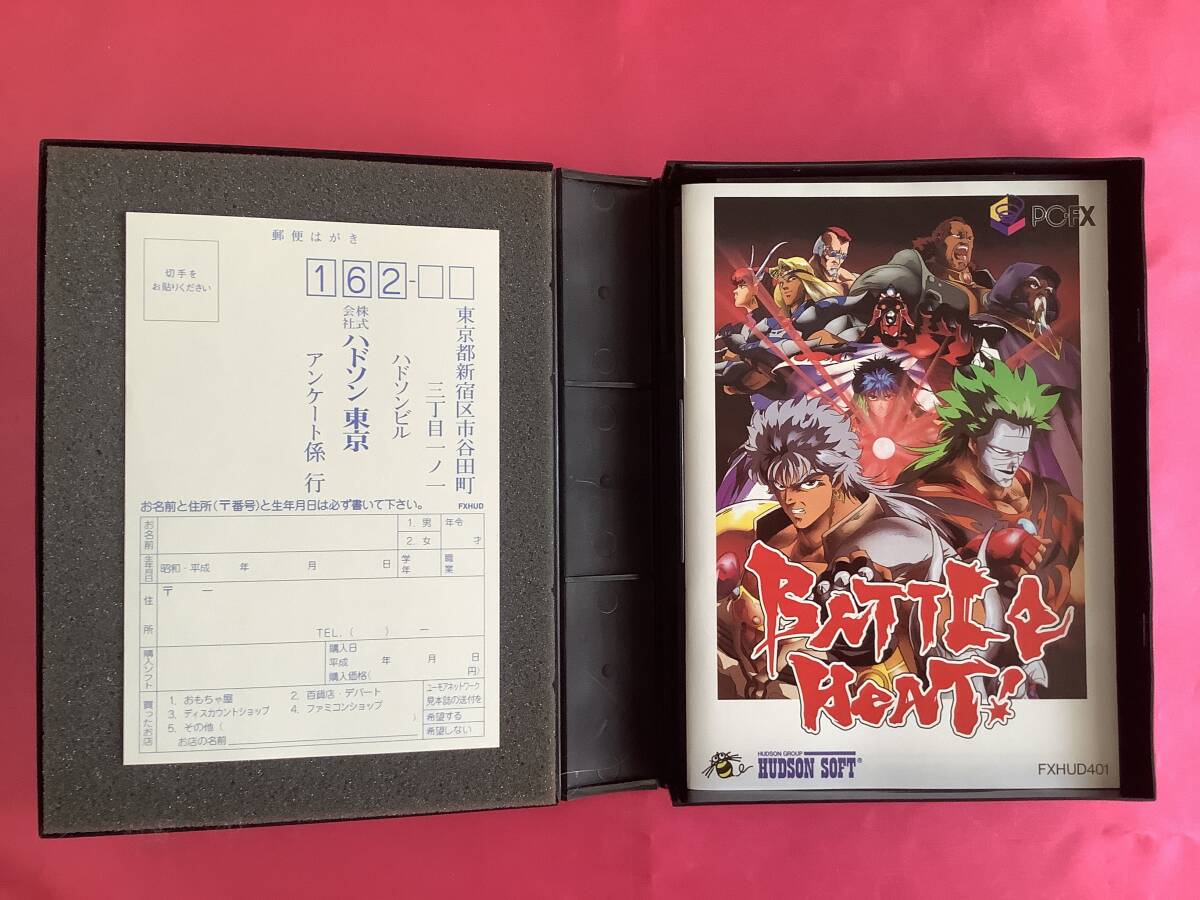 郵便はがき
切手を
お貼りください
162-
東京都新宿区市谷田町
三丁目一ノ一
ハドソンビル
株式会社ハドソン東京
アンケート係 行
お名前と住所(〒番号)と生年月日は必ず書いて下さい。
FXHUD
お名前
1. 男
2. 女
年令
才
生年月日
昭和・平成 年 月 日
学年
職業
住所
〒 ー
TEL. ( ) ー
購入ソフト
購入日
平成 年 月 日
購入価格( 円)
買ったお店
1. おもちゃ屋
2. 百貨店・デパート
3. ディスカウントショップ
4. ファミコンショップ
5. その他 ( )
お店の名前
ユーモアネットワーク
見本誌の送付を
希望する
希望しない
PC-FX
BATTLE
HEAT!
HUDSON GROUP
HUDSON SOFT®
FXHUD401